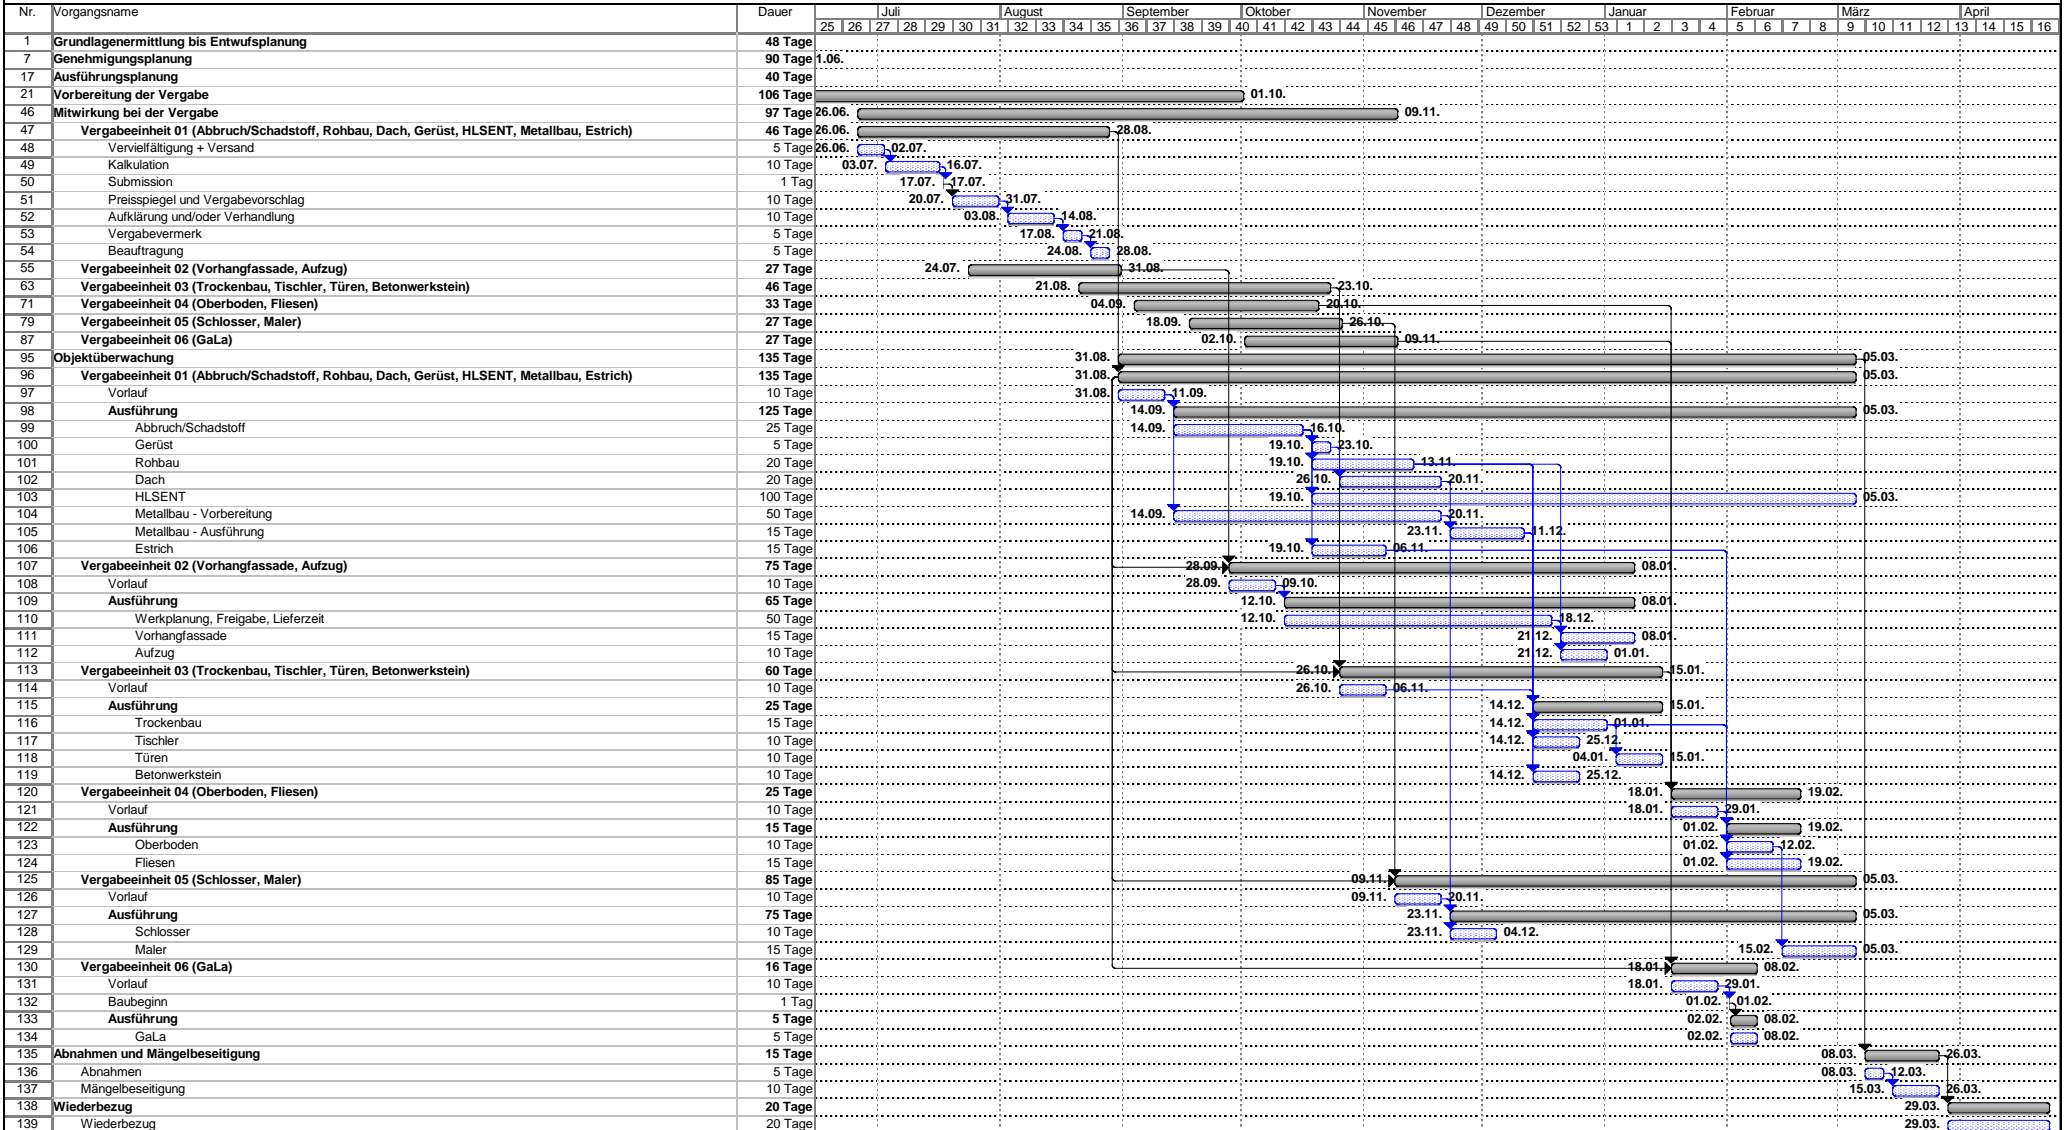 Nr. Vorgangsname Dauer Juli August September Oktober November Dezember Januar Februar März April
25 26 27 28 29 30 31 32 33 34 35 36 37 38 39 40 41 42 43 44 45 46 47 48 49 50 51 52 53 1 2 3 4 5 6 7 8 9 10 11 12 13 14 15 16
1 Grundlagenermittlung bis Entwufsplanung 48 Tage
7 Genehmigungsplanung 90 Tage 1.06.
17 Ausführungsplanung 40 Tage
21 Vorbereitung der Vergabe 106 Tage 01.10.
46 Mitwirkung bei der Vergabe 97 Tage 26.06. 09.11.
47 Vergabeeinheit 01 (Abbruch/Schadstoff, Rohbau, Dach, Gerüst, HLSENT, Metallbau, Estrich) 46 Tage 26.06. 28.08.
48 Vervielfältigung + Versand 5 Tage 26.06. 02.07.
49 Kalkulation 10 Tage 03.07. 16.07.
50 Submission 1 Tag 17.07. 17.07.
51 Preisspiegel und Vergabevorschlag 10 Tage 20.07. 31.07.
52 Aufklärung und/oder Verhandlung 10 Tage 03.08. 14.08.
53 Vergabevermerk 5 Tage 17.08. 21.08.
54 Beauftragung 5 Tage 24.08. 28.08.
55 Vergabeeinheit 02 (Vorhangfassade, Aufzug) 27 Tage 24.07. 31.08.
63 Vergabeeinheit 03 (Trockenbau, Tischler, Türen, Betonwerkstein) 46 Tage 21.08. 23.10.
71 Vergabeeinheit 04 (Oberboden, Fliesen) 33 Tage 04.09. 20.10.
79 Vergabeeinheit 05 (Schlosser, Maler) 27 Tage 18.09. 26.10.
87 Vergabeeinheit 06 (GaLa) 27 Tage 02.10. 09.11.
95 Objektüberwachung 135 Tage 31.08. 05.03.
96 Vergabeeinheit 01 (Abbruch/Schadstoff, Rohbau, Dach, Gerüst, HLSENT, Metallbau, Estrich) 135 Tage 31.08. 05.03.
97 Vorlauf 10 Tage 31.08. 11.09.
98 Ausführung 125 Tage 14.09. 05.03.
99 Abbruch/Schadstoff 25 Tage 14.09. 16.10.
100 Gerüst 5 Tage 19.10. 23.10.
101 Rohbau 20 Tage 19.10. 13.11.
102 Dach 20 Tage 26.10. 20.11.
103 HLSENT 100 Tage 19.10. 05.03.
104 Metallbau - Vorbereitung 50 Tage 14.09. 20.11.
105 Metallbau - Ausführung 15 Tage 23.11. 11.12.
106 Estrich 15 Tage 19.10. 06.11.
107 Vergabeeinheit 02 (Vorhangfassade, Aufzug) 75 Tage 28.09. 08.01.
108 Vorlauf 10 Tage 28.09. 09.10.
109 Ausführung 65 Tage 12.10. 08.01.
110 Werkplanung, Freigabe, Lieferzeit 50 Tage 12.10. 18.12.
111 Vorhangfassade 15 Tage 21.12. 08.01.
112 Aufzug 10 Tage 21.12. 01.01.
113 Vergabeeinheit 03 (Trockenbau, Tischler, Türen, Betonwerkstein) 60 Tage 26.10. 15.01.
114 Vorlauf 10 Tage 26.10. 06.11.
115 Ausführung 25 Tage 14.12. 15.01.
116 Trockenbau 15 Tage 14.12. 01.01.
117 Tischler 10 Tage 14.12. 25.12.
118 Türen 10 Tage 04.01. 15.01.
119 Betonwerkstein 10 Tage 14.12. 25.12.
120 Vergabeeinheit 04 (Oberboden, Fliesen) 25 Tage 18.01. 19.02.
121 Vorlauf 10 Tage 18.01. 29.01.
122 Ausführung 15 Tage 01.02. 19.02.
123 Oberboden 10 Tage 01.02. 12.02.
124 Fliesen 15 Tage 01.02. 19.02.
125 Vergabeeinheit 05 (Schlosser, Maler) 85 Tage 09.11. 05.03.
126 Vorlauf 10 Tage 09.11. 20.11.
127 Ausführung 75 Tage 23.11. 05.03.
128 Schlosser 10 Tage 23.11. 04.12.
129 Maler 15 Tage 15.02. 05.03.
130 Vergabeeinheit 06 (GaLa) 16 Tage 18.01. 08.02.
131 Vorlauf 10 Tage 18.01. 29.01.
132 Baubeginn 1 Tag 01.02. 01.02.
133 Ausführung 5 Tage 02.02. 08.02.
134 GaLa 5 Tage 02.02. 08.02.
135 Abnahmen und Mängelbeseitigung 15 Tage 08.03. 26.03.
136 Abnahmen 5 Tage 08.03. 12.03.
137 Mängelbeseitigung 10 Tage 15.03. 26.03.
138 Wiederbezug 20 Tage 29.03.
139 Wiederbezug 20 Tage 29.03.